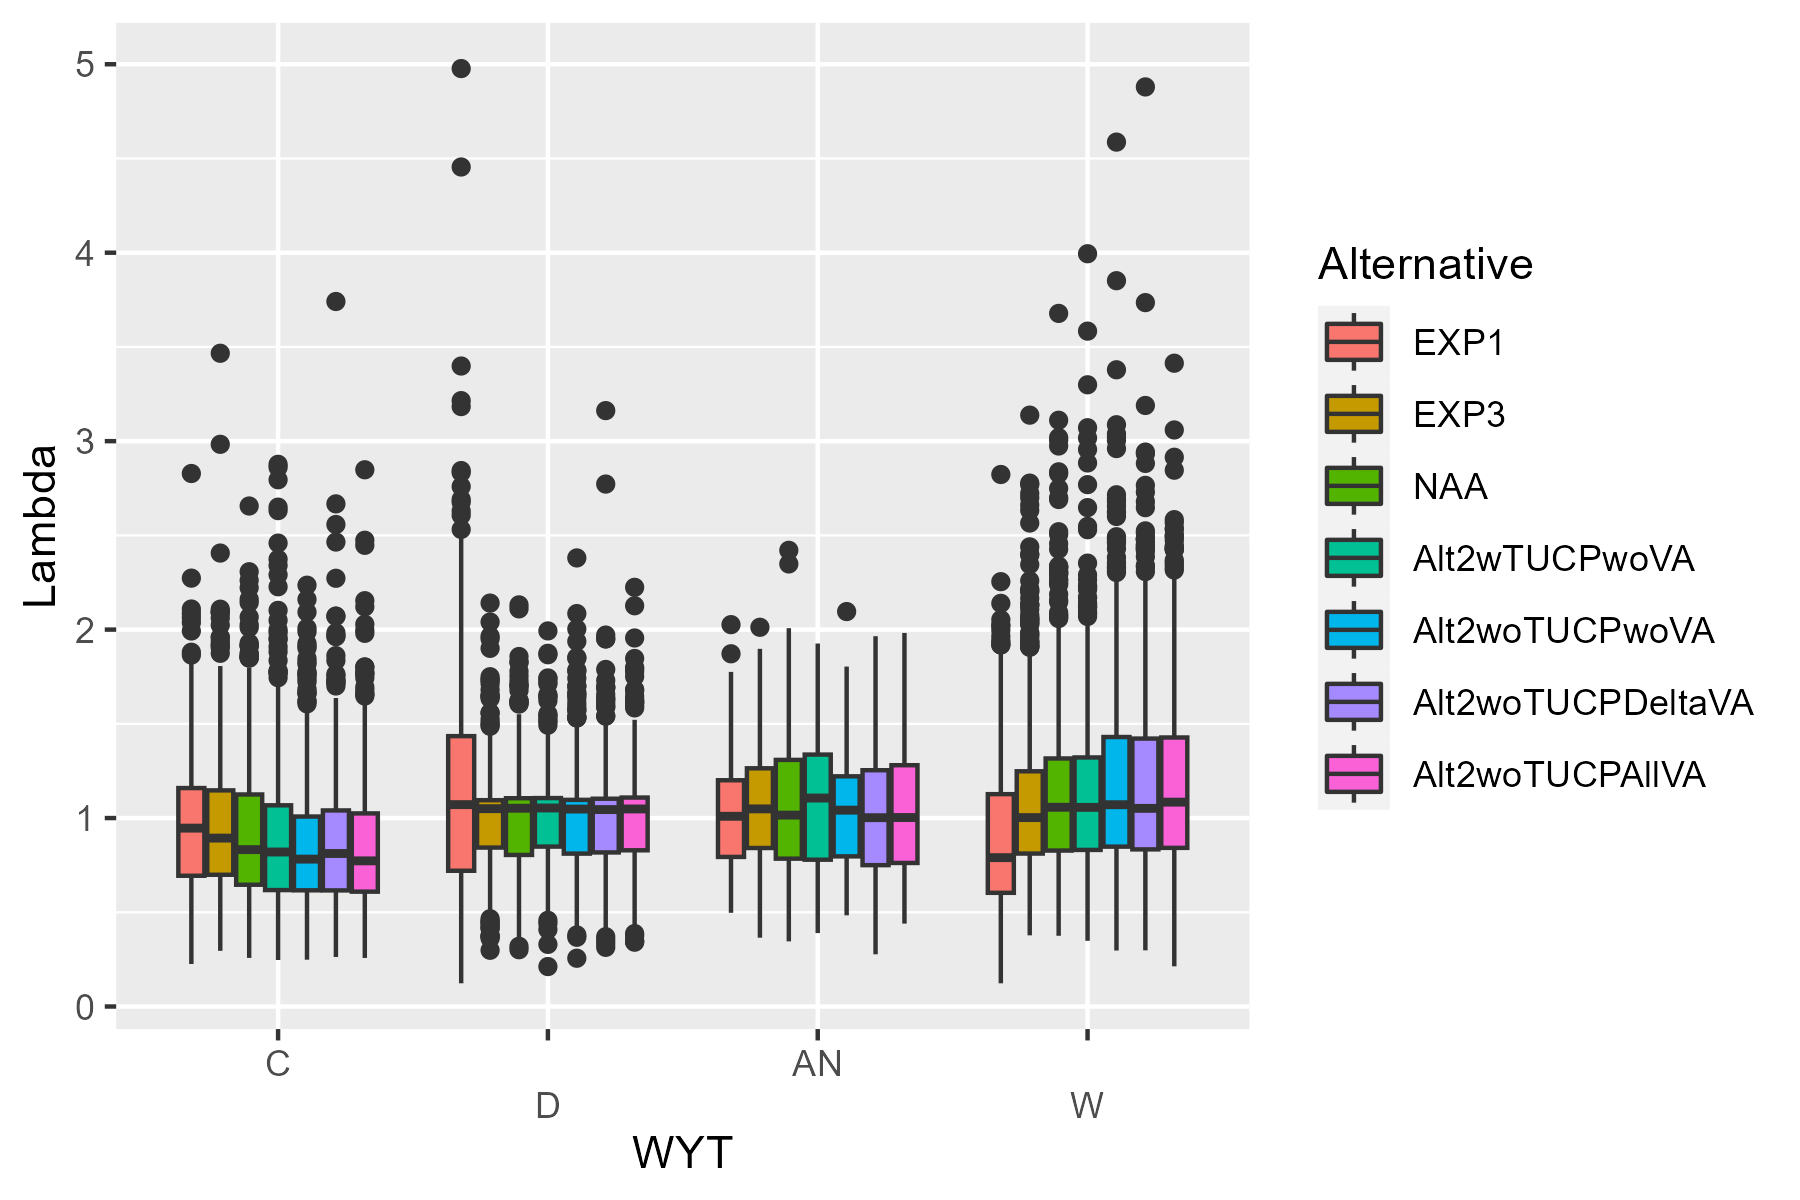 5
4
3
2
1
0
Lambda
C
D
AN
W
WYT
Alternative
EXP1
EXP3
NAA
Alt2wTUCPwoVA
Alt2woTUCPwoVA
Alt2woTUCPDeltaVA
Alt2woTUCPAllVA